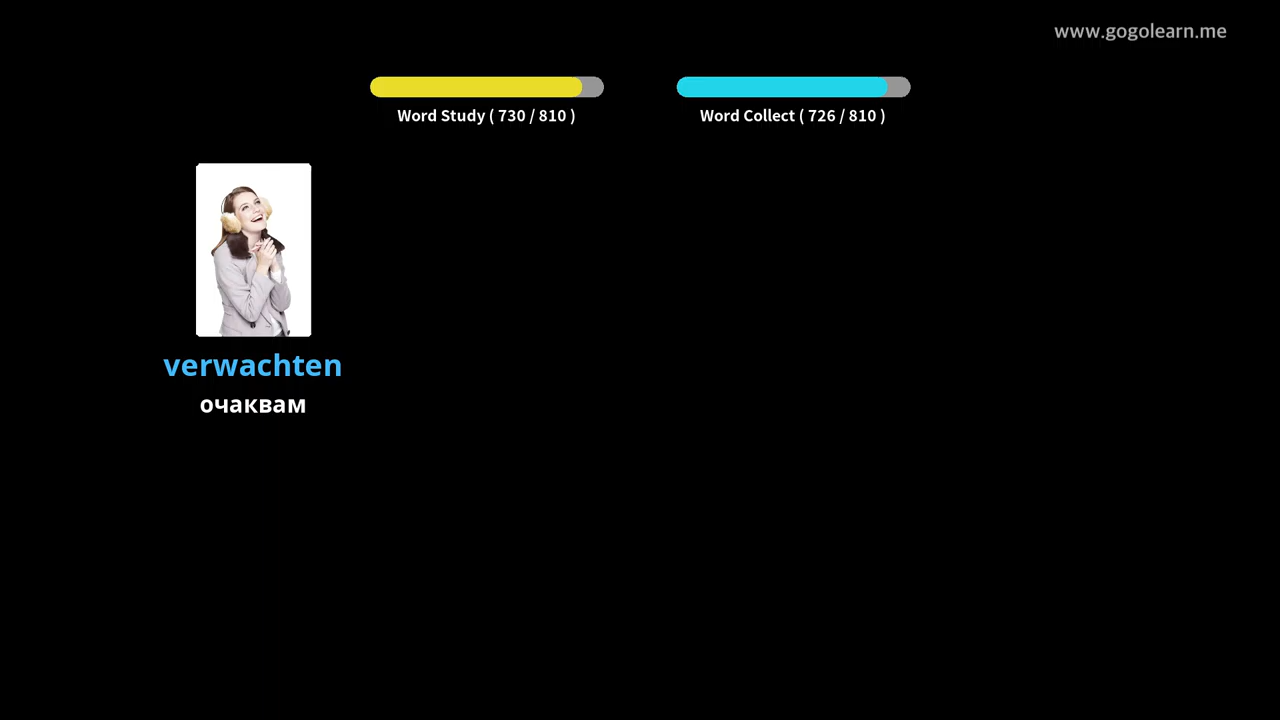 www.gogolearn.me
Word Study ( 730 / 810 )
Word Collect ( 726 / 810 )
verwachten
очаквам